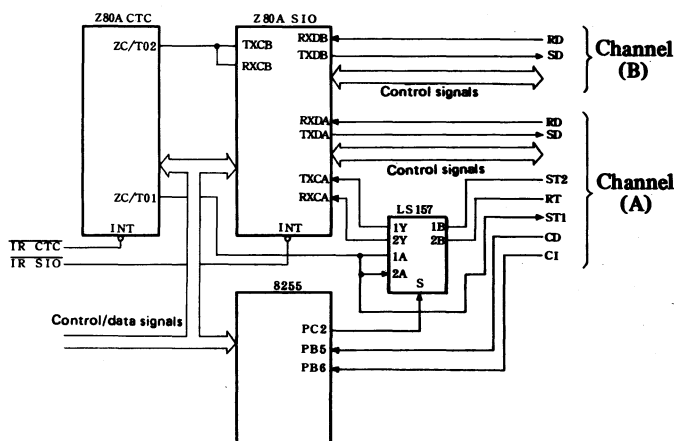 Z80A CTC
Z80A SIO
ZC/T02
TXCB
RXCB
RXDB
TXDB
RD
SD
Channel
(B)
Control signals
RXDA
TXDA
RD
SD
Control signals
Channel
(A)
ZC/T01
TXCA
RXCA
LS157
ST2
RT
ST1
CD
CI
1Y
2Y
1A
2A
1B
2B
S
INT
INT
IR CTC
IR SIO
8255
Control/data signals
PC2
PB5
PB6